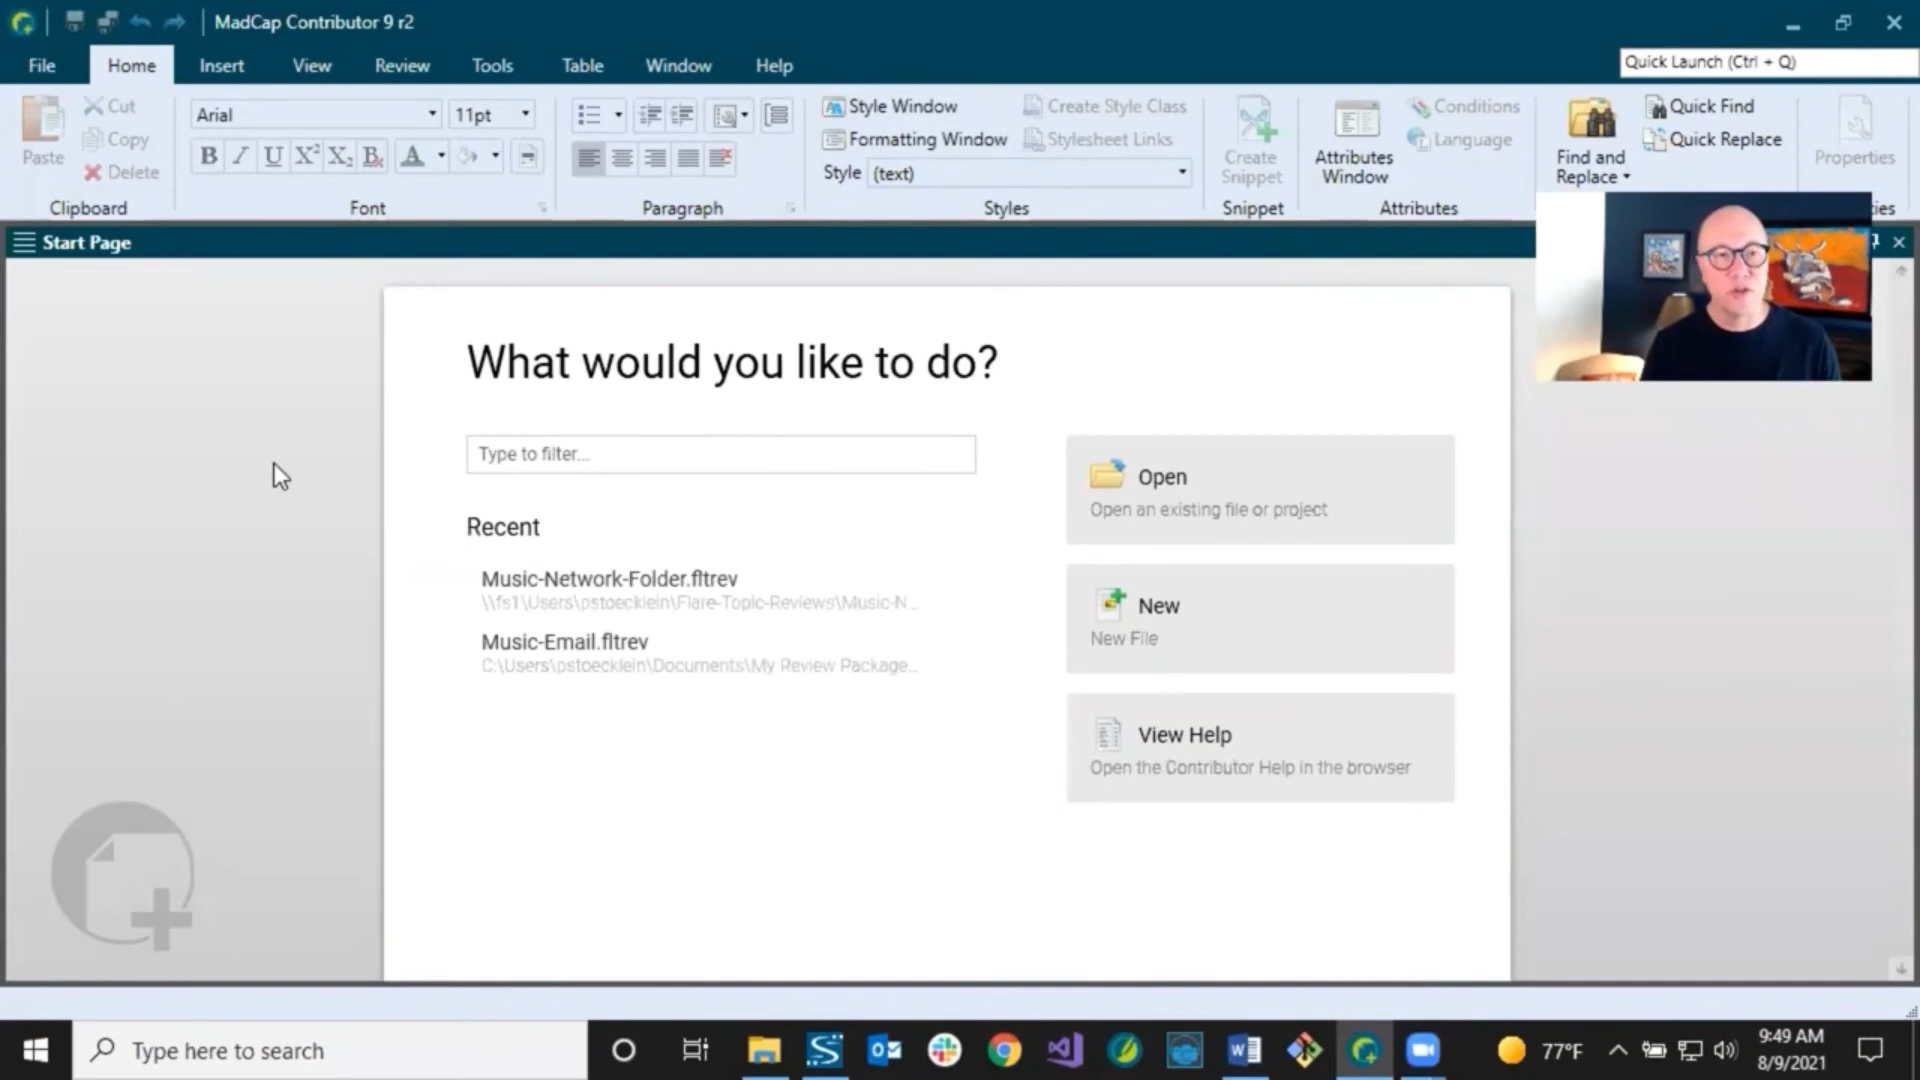 MadCap Contributor 9 r2
File Home Insert View Review Tools Table Window Help
Quick Launch (Ctrl + Q)
Paste
Cut
Copy
Delete
Clipboard
Arial 11pt
B I U X² X₂ B
A
Font
Paragraph
Style Window
Formatting Window
Style (text)
Create Style Class
Stylesheet Links
Styles
Create
Snippet
Snippet
Attributes
Window
Conditions
Language
Attributes
Find and
Replace
Quick Find
Quick Replace
Properties
ies
Start Page
What would you like to do?
Type to filter...
Recent
Music-Network-Folder.fltrev
\\fs1\Users\pstoecklein\Flare-Topic-Reviews\Music-N...
Music-Email.fltrev
C:\Users\pstoecklein\Documents\My Review Package...
Open
Open an existing file or project
New
New File
View Help
Open the Contributor Help in the browser
Type here to search
77°F
9:49 AM
8/9/2021